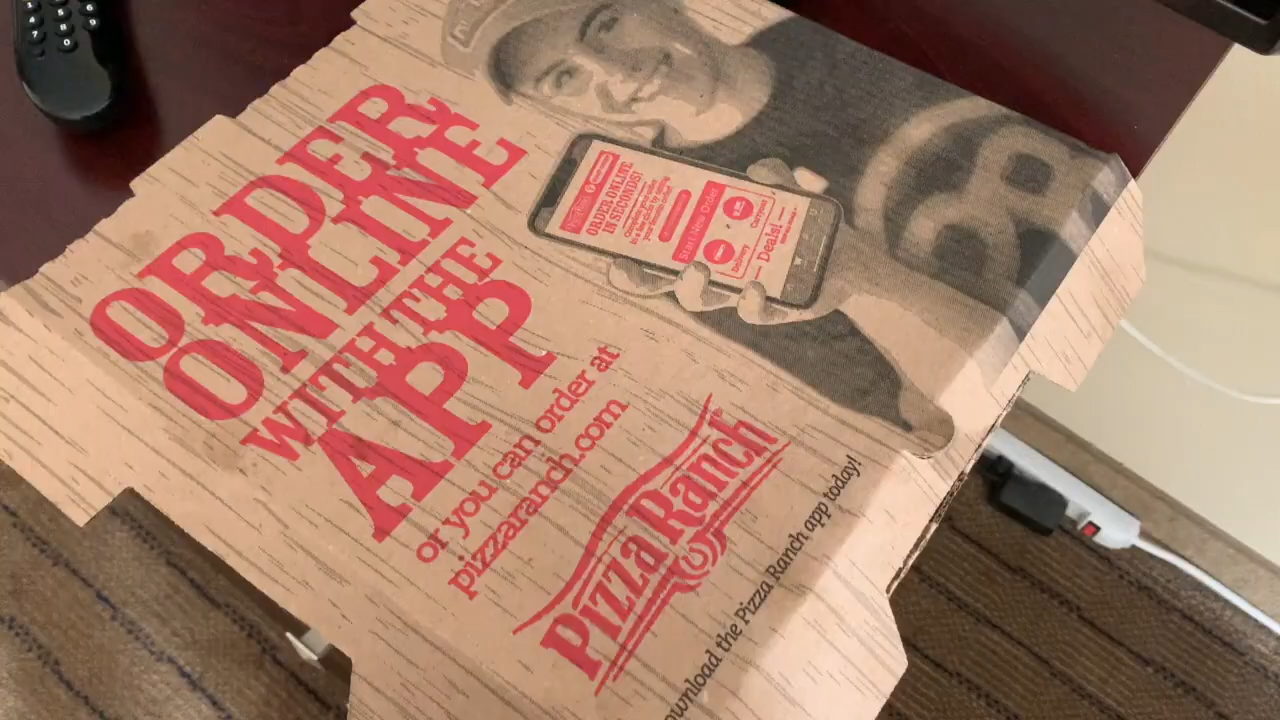 ORDER
ONLINE
WITH THE
APP
or you can order at
pizzaranch.com
Pizza Ranch
ownload the Pizza Ranch app today!
ORDER ONLINE
IN SECONDS!
Start New Order
Delivery
Carryout
Deals!